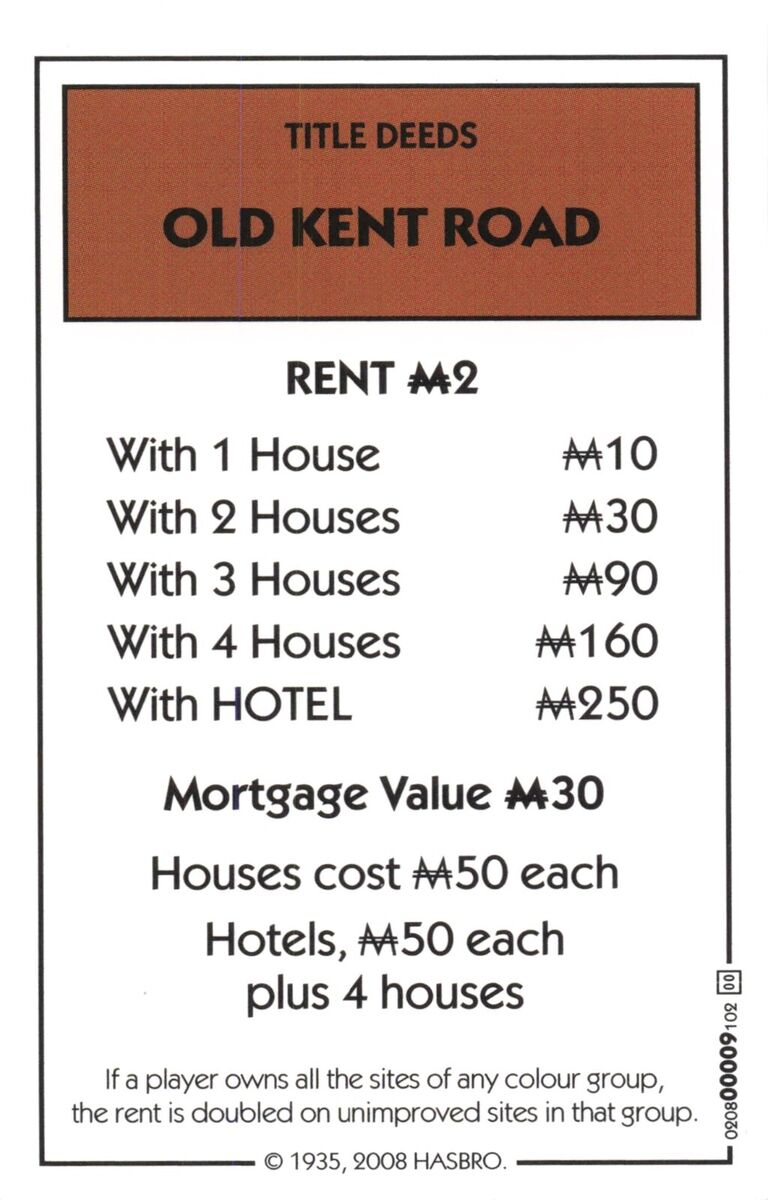 TITLE DEEDS
OLD KENT ROAD
RENT ₩2
With 1 House ₩10
With 2 Houses ₩30
With 3 Houses ₩90
With 4 Houses ₩160
With HOTEL ₩250
Mortgage Value ₩30
Houses cost ₩50 each
Hotels, ₩50 each
plus 4 houses
If a player owns all the sites of any colour group,
the rent is doubled on unimproved sites in that group.
© 1935, 2008 HASBRO.
020800009102 00